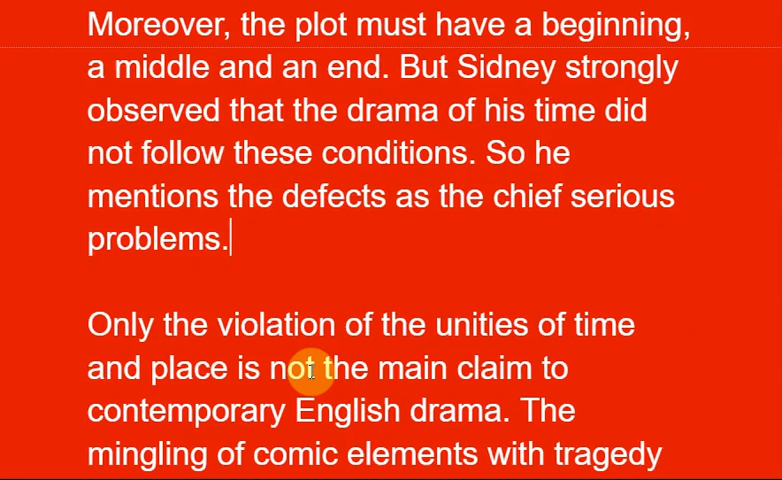 Moreover, the plot must have a beginning,
a middle and an end. But Sidney strongly
observed that the drama of his time did
not follow these conditions. So he
mentions the defects as the chief serious
problems.
Only the violation of the unities of time
and place is not the main claim to
contemporary English drama. The
mingling of comic elements with tragedy